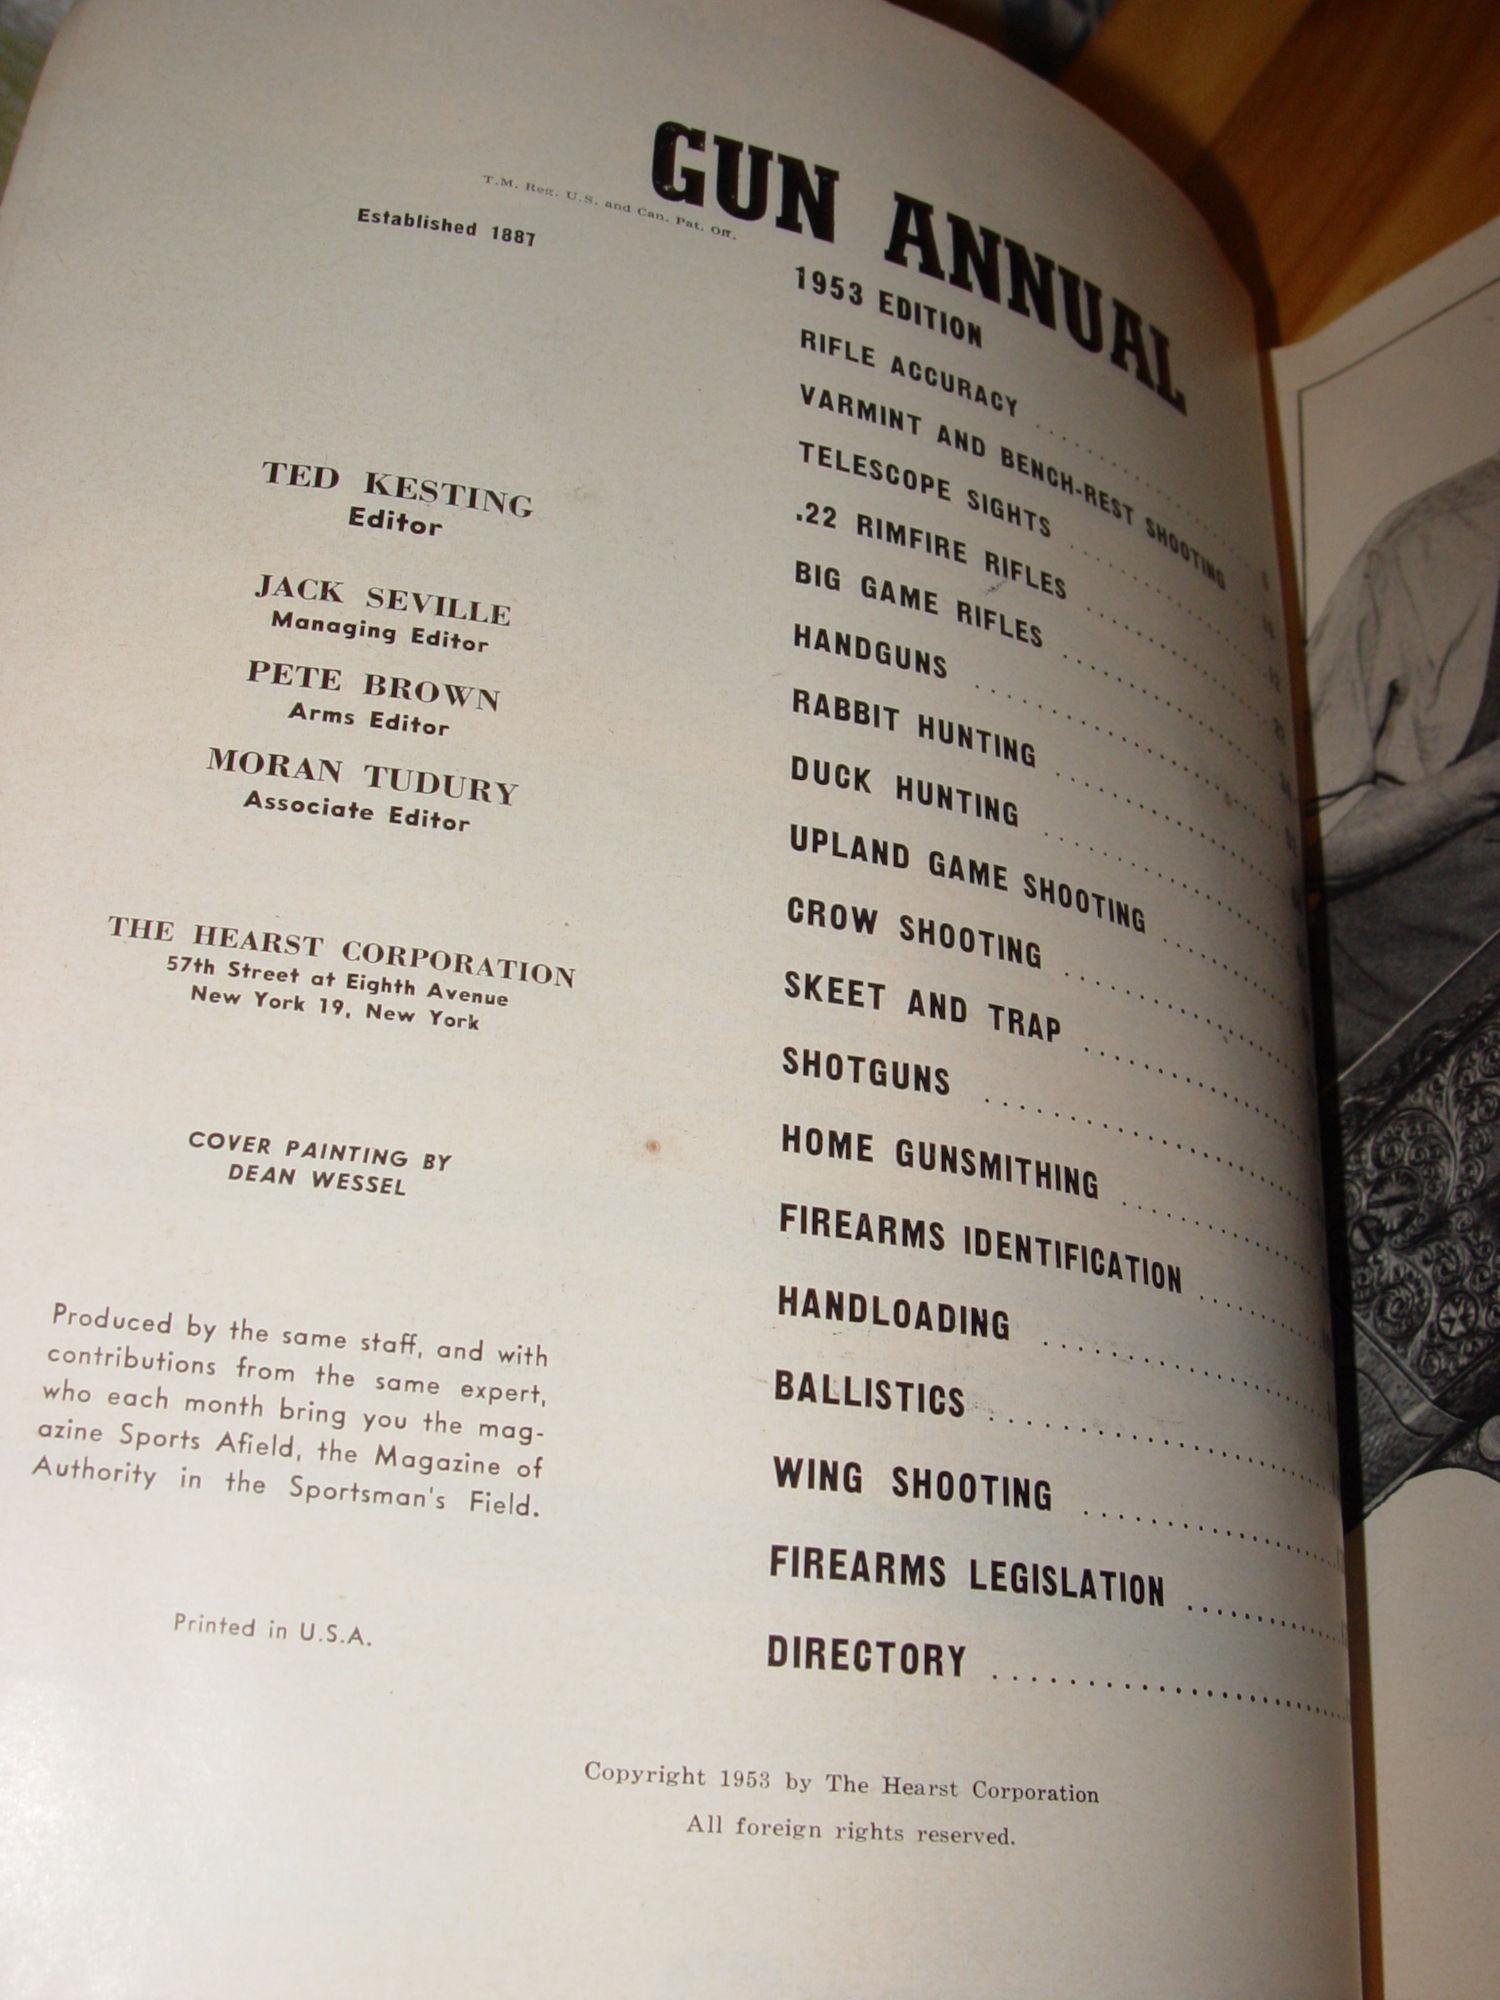 GUN ANNUAL
T.M. Reg. U.S. and Can. Pat. Off.
Established 1887
1953 EDITION
TED KESTING
Editor
JACK SEVILLE
Managing Editor
PETE BROWN
Arms Editor
MORAN TUDURY
Associate Editor
THE HEARST CORPORATION
57th Street at Eighth Avenue
New York 19, New York
COVER PAINTING BY
DEAN WESSEL
Produced by the same staff, and with
contributions from the same expert,
who each month bring you the mag-
azine Sports Afield, the Magazine of
Authority in the Sportsman's Field.
Printed in U.S.A.
RIFLE ACCURACY
VARMINT AND BENCH-REST SHOOTING
TELESCOPE SIGHTS
.22 RIMFIRE RIFLES
BIG GAME RIFLES
HANDGUNS
RABBIT HUNTING
DUCK HUNTING
UPLAND GAME SHOOTING
CROW SHOOTING
SKEET AND TRAP
SHOTGUNS
HOME GUNSMITHING
FIREARMS IDENTIFICATION
HANDLOADING
BALLISTICS
WING SHOOTING
FIREARMS LEGISLATION
DIRECTORY
Copyright 1953 by The Hearst Corporation
All foreign rights reserved.